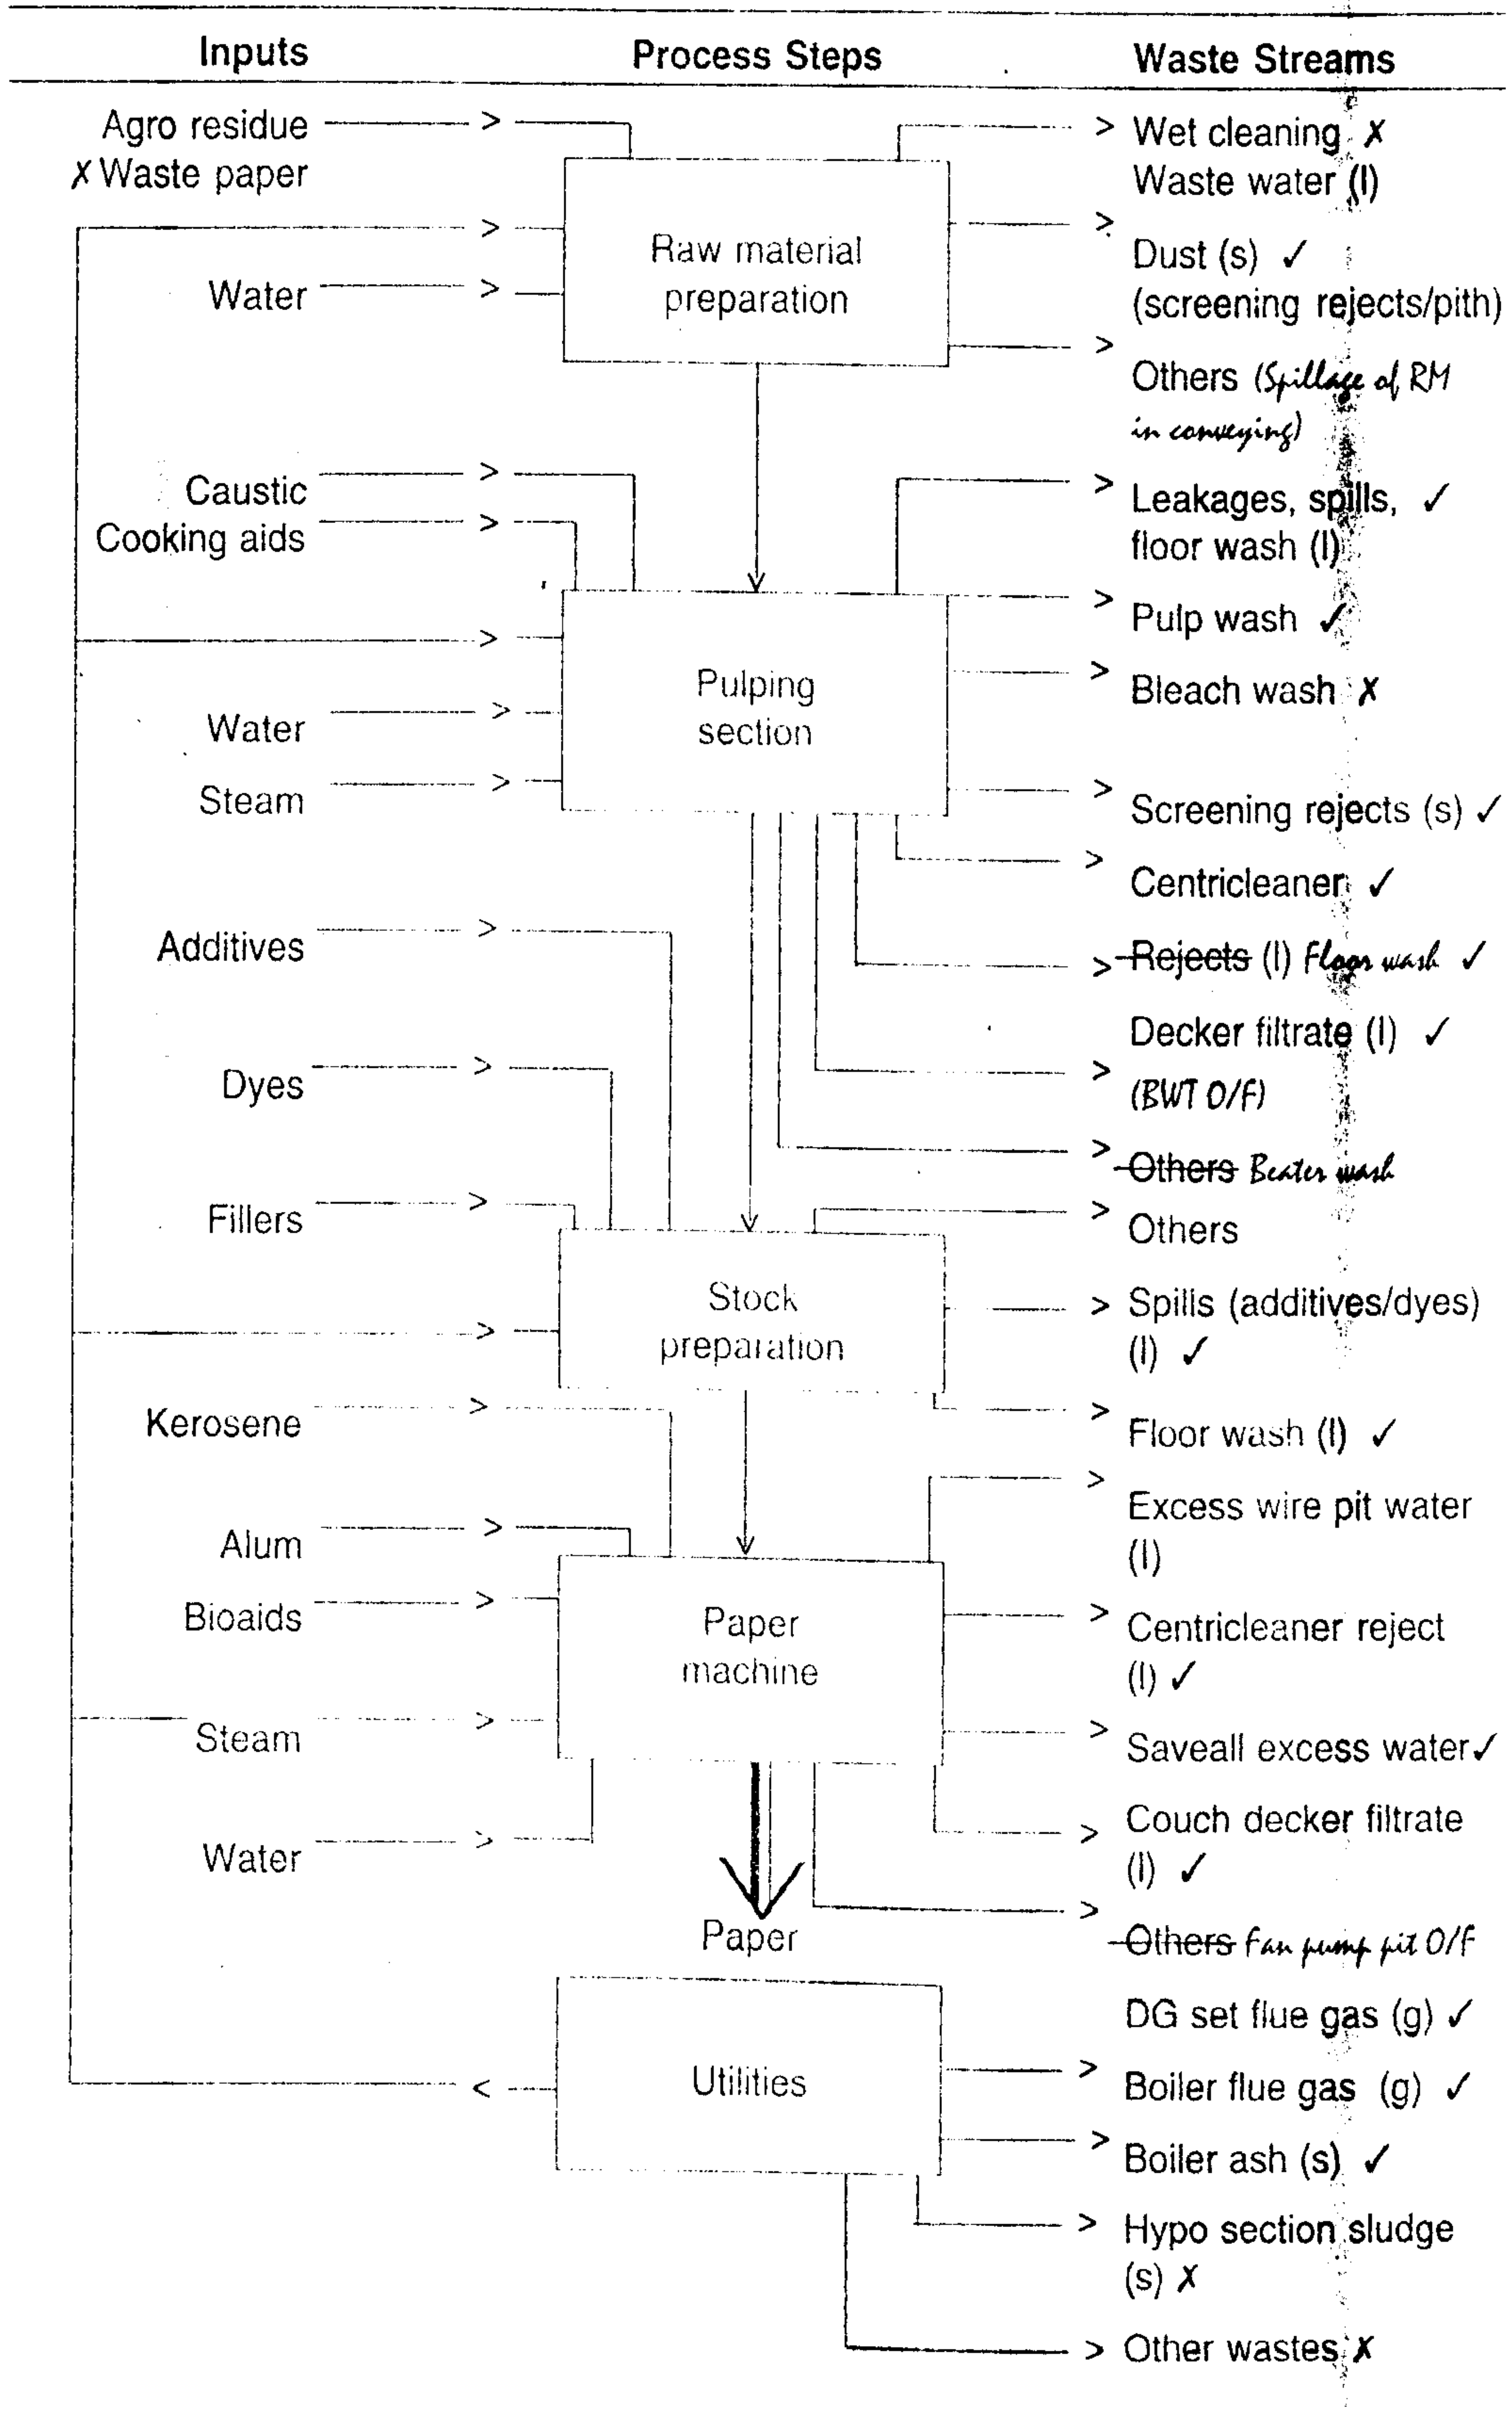 Inputs Process Steps Waste Streams
Agro residue
✗ Waste paper
Water
Caustic
Cooking aids
Water
Steam
Additives
Dyes
Fillers
Kerosene
Alum
Bioaids
Steam
Water
Raw material
preparation
Pulping
section
Stock
preparation
Paper
machine
Paper
Utilities
Wet cleaning ✗
Waste water (l)
Dust (s) ✓
(screening rejects/pith)
Others (Spillage of RM
in conveying)
Leakages, spills, ✓
floor wash (l)
Pulp wash ✓
Bleach wash ✗
Screening rejects (s) ✓
Centricleaner ✓
Rejects (l) Floor wash ✓
Decker filtrate (l) ✓
(BWT O/F)
Others Beater wash
Others
Spills (additives/dyes)
(l) ✓
Floor wash (l) ✓
Excess wire pit water
(l)
Centricleaner reject
(l) ✓
Saveall excess water ✓
Couch decker filtrate
(l) ✓
Others Fan pump pit O/F
DG set flue gas (g) ✓
Boiler flue gas (g) ✓
Boiler ash (s) ✓
Hypo section sludge
(s) ✗
Other wastes ✗